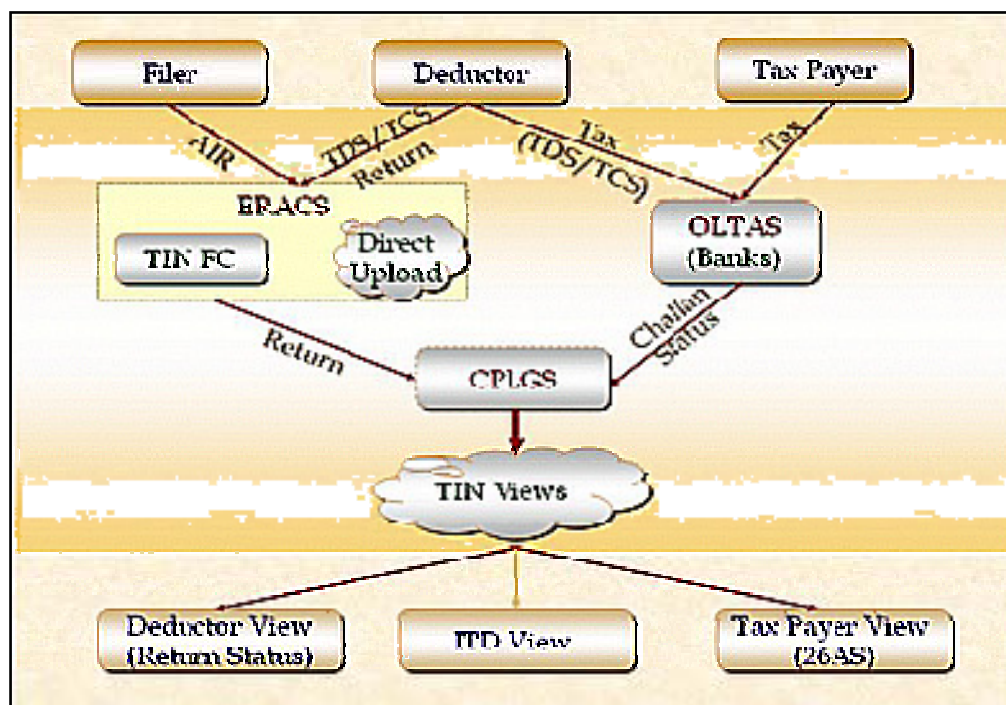 Filer
Deductor
Tax Payer
AIR
TDS/TCS
Return
Tax
(TDS/TCS)
Tax
ERACS
TIN FC
Direct
Upload
OLTAS
(Banks)
Return
Challan
Status
CPLGS
TIN Views
Deductor View
(Return Status)
ITD View
Tax Payer View
(26AS)